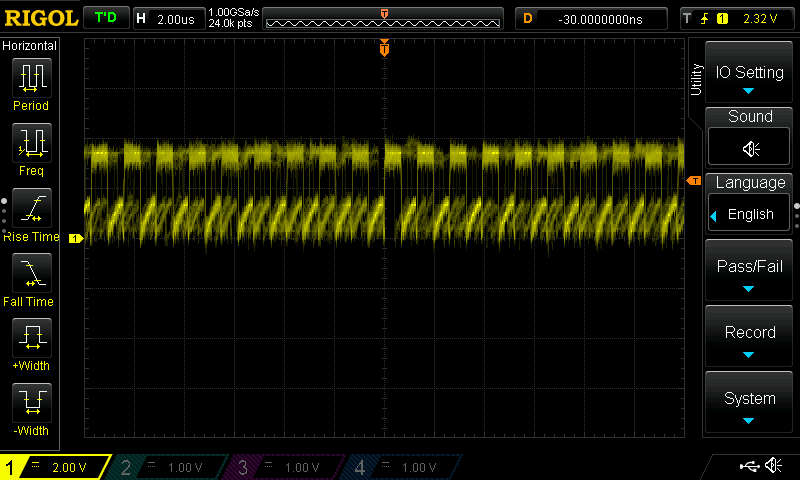 RIGOL T'D H 2.00us 1.00GSa/s 24.0k pts T D -30.0000000ns T 1 2.32 V
Horizontal
Period
Freq
Rise Time
Fall Time
+Width
-Width
T
T
1
Utility
IO Setting
Sound
Language
English
Pass/Fail
Record
System
1 2.00 V 2 1.00 V 3 1.00 V 4 1.00 V